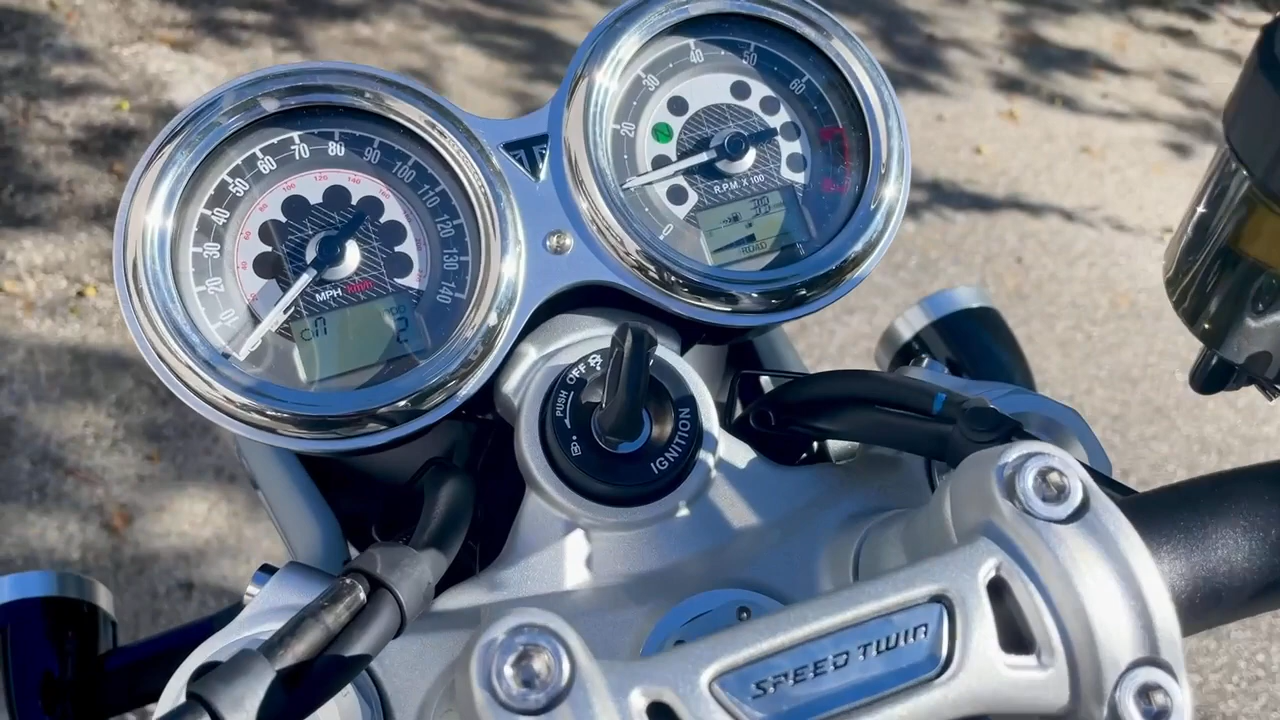 10 20 30 40 50 60 70 80 90 100 110 120 130 140
MPH km/h
0 20 30 40 50 60
R.P.M. X 100
ROAD
PUSH OFF
IGNITION
SPEED TWIN